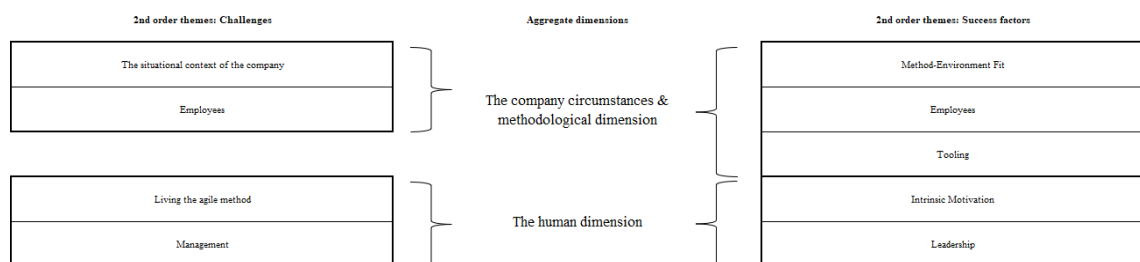 2nd order themes: Challenges
Aggregate dimensions
2nd order themes: Success factors
The situational context of the company
Employees
The company circumstances &
methodological dimension
Method-Environment Fit
Employees
Tooling
Living the agile method
Management
The human dimension
Intrinsic Motivation
Leadership